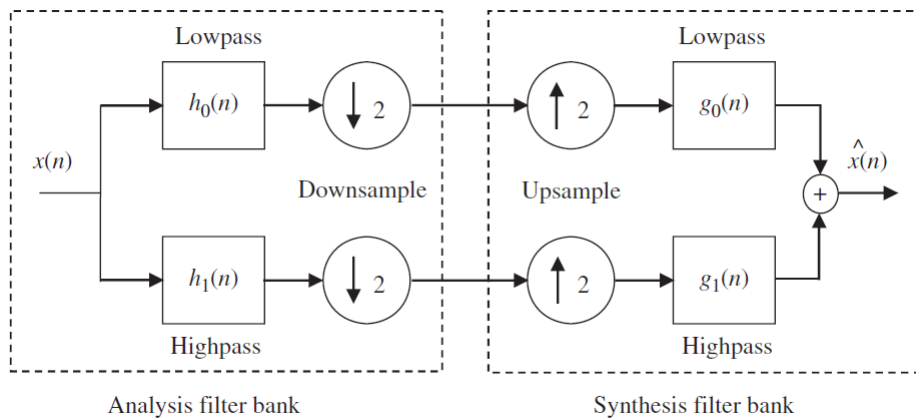 Lowpass
Lowpass
h₀(n)
↓ 2
↑ 2
g₀(n)
x(n)
x̂(n)
Downsample
Upsample
+
h₁(n)
↓ 2
↑ 2
g₁(n)
Highpass
Highpass
Analysis filter bank
Synthesis filter bank